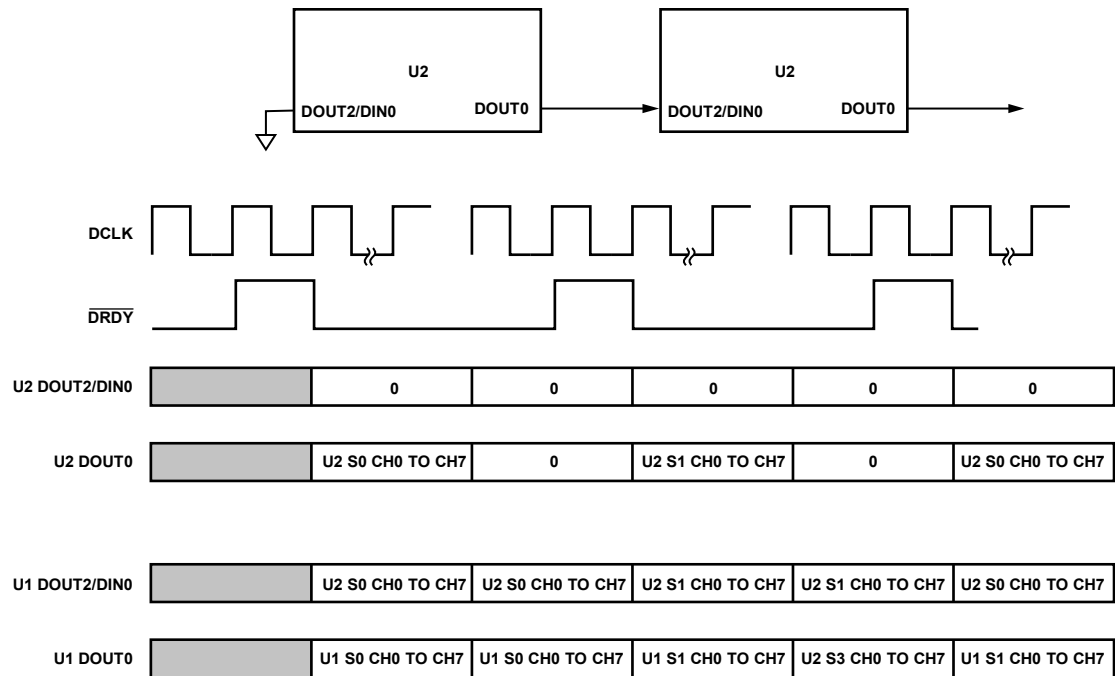 U2
DOUT2/DIN0 DOUT0
U2
DOUT2/DIN0 DOUT0
DCLK
DRDY
U2 DOUT2/DIN0 0 0 0 0 0
U2 DOUT0 U2 S0 CH0 TO CH7 0 U2 S1 CH0 TO CH7 0 U2 S0 CH0 TO CH7
U1 DOUT2/DIN0 U2 S0 CH0 TO CH7 U2 S0 CH0 TO CH7 U2 S1 CH0 TO CH7 U2 S1 CH0 TO CH7 U2 S0 CH0 TO CH7
U1 DOUT0 U1 S0 CH0 TO CH7 U1 S0 CH0 TO CH7 U1 S1 CH0 TO CH7 U2 S3 CH0 TO CH7 U1 S1 CH0 TO CH7